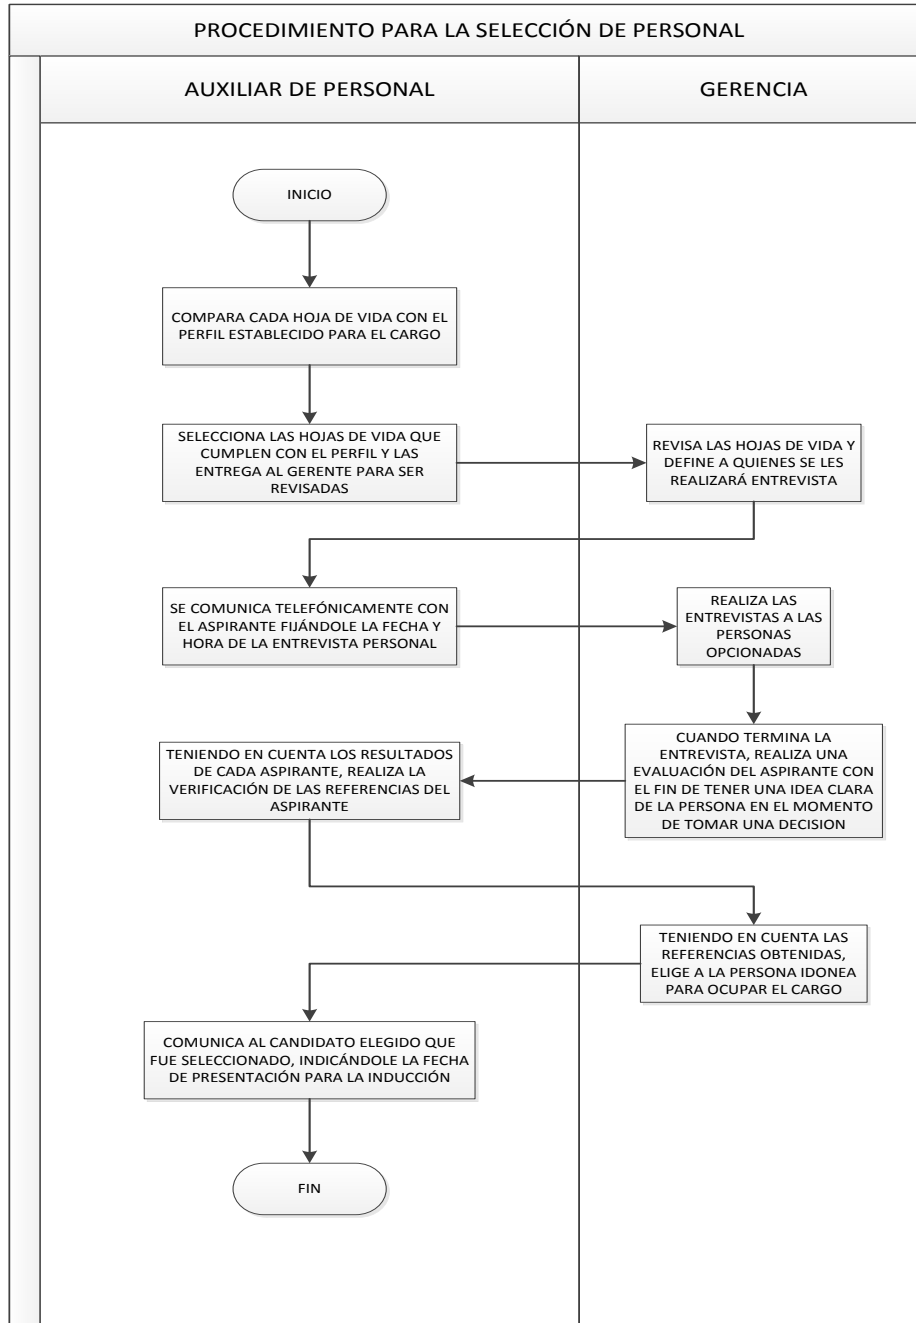 PROCEDIMIENTO PARA LA SELECCIÓN DE PERSONAL
AUXILIAR DE PERSONAL
GERENCIA
INICIO
COMPARA CADA HOJA DE VIDA CON EL
PERFIL ESTABLECIDO PARA EL CARGO
SELECCIONA LAS HOJAS DE VIDA QUE
CUMPLEN CON EL PERFIL Y LAS
ENTREGA AL GERENTE PARA SER
REVISADAS
REVISA LAS HOJAS DE VIDA Y
DEFINE A QUIENES SE LES
REALIZARÁ ENTREVISTA
SE COMUNICA TELEFÓNICAMENTE CON
EL ASPIRANTE FIJÁNDOLE LA FECHA Y
HORA DE LA ENTREVISTA PERSONAL
REALIZA LAS
ENTREVISTAS A LAS
PERSONAS
OPCIONADAS
CUANDO TERMINA LA
ENTREVISTA, REALIZA UNA
EVALUACIÓN DEL ASPIRANTE CON
EL FIN DE TENER UNA IDEA CLARA
DE LA PERSONA EN EL MOMENTO
DE TOMAR UNA DECISION
TENIENDO EN CUENTA LOS RESULTADOS
DE CADA ASPIRANTE, REALIZA LA
VERIFICACIÓN DE LAS REFERENCIAS DEL
ASPIRANTE
TENIENDO EN CUENTA LAS
REFERENCIAS OBTENIDAS,
ELIGE A LA PERSONA IDONEA
PARA OCUPAR EL CARGO
COMUNICA AL CANDIDATO ELEGIDO QUE
FUE SELECCIONADO, INDICÁNDOLE LA FECHA
DE PRESENTACIÓN PARA LA INDUCCIÓN
FIN